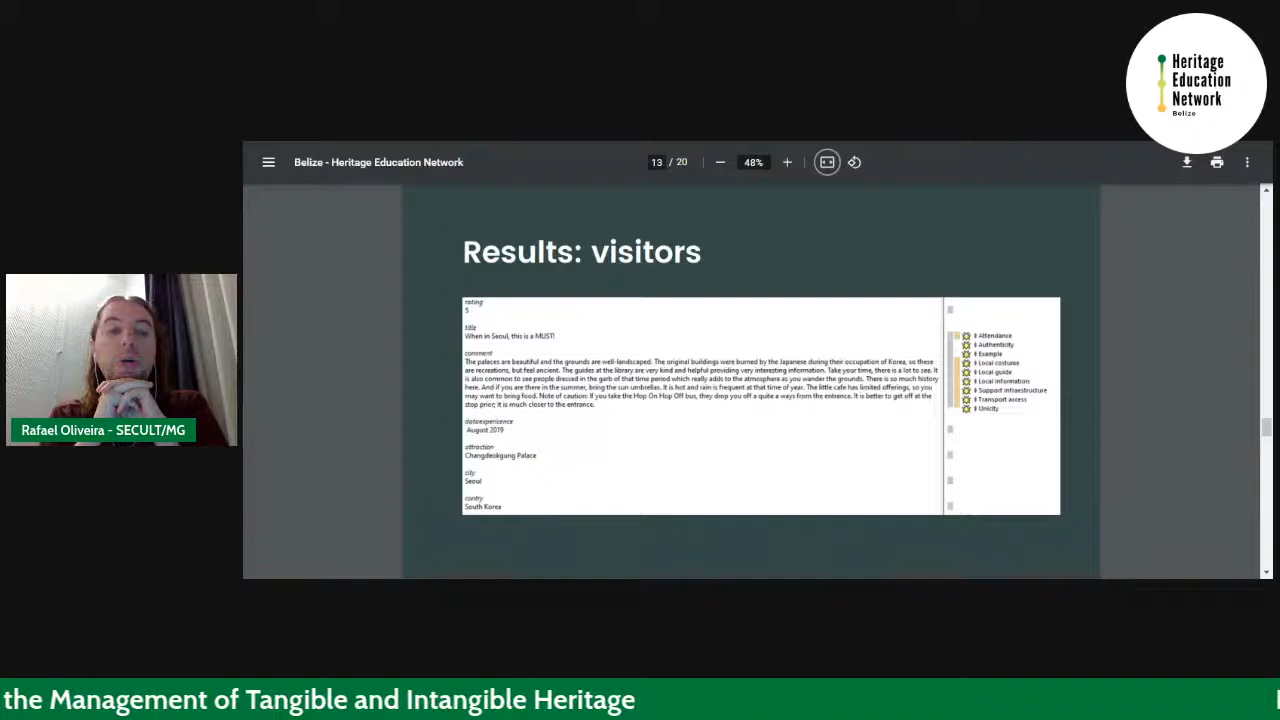 Heritage
Education
Network
Belize
Belize - Heritage Education Network
13 / 20
48%
Results: visitors
rating
5
title
When in Seoul, this is a MUST!
comment
The palaces are beautiful and the grounds are well-landscaped. The original buildings were burned by the Japanese during their occupation of Korea, so these
are recreations, but feel ancient. The guides at the library are very kind and helpful providing very interesting information. Take your time, there is a lot to see. It
is also common to see people dressed in the garb of that time period which really adds to the atmosphere as you wander the grounds. There is so much history
here. And if you are there in the summer, bring the sun umbrellas. It is hot and rain is frequent at that time of year. The little cafe has limited offerings, so you
may want to bring food. Note of caution: If you take the Hop On Hop Off bus, they drop you off a quite a ways from the entrance. It is better to get off at the
stop prior; it is much closer to the entrance.
dataexpericence
August 2019
attraction
Changdeokgung Palace
city
Seoul
contry
South Korea
Attendance
Authenticity
Example
Local costume
Local guide
Local information
Support infraestructure
Transport access
Unicity
Rafael Oliveira - SECULT/MG
the Management of Tangible and Intangible Heritage